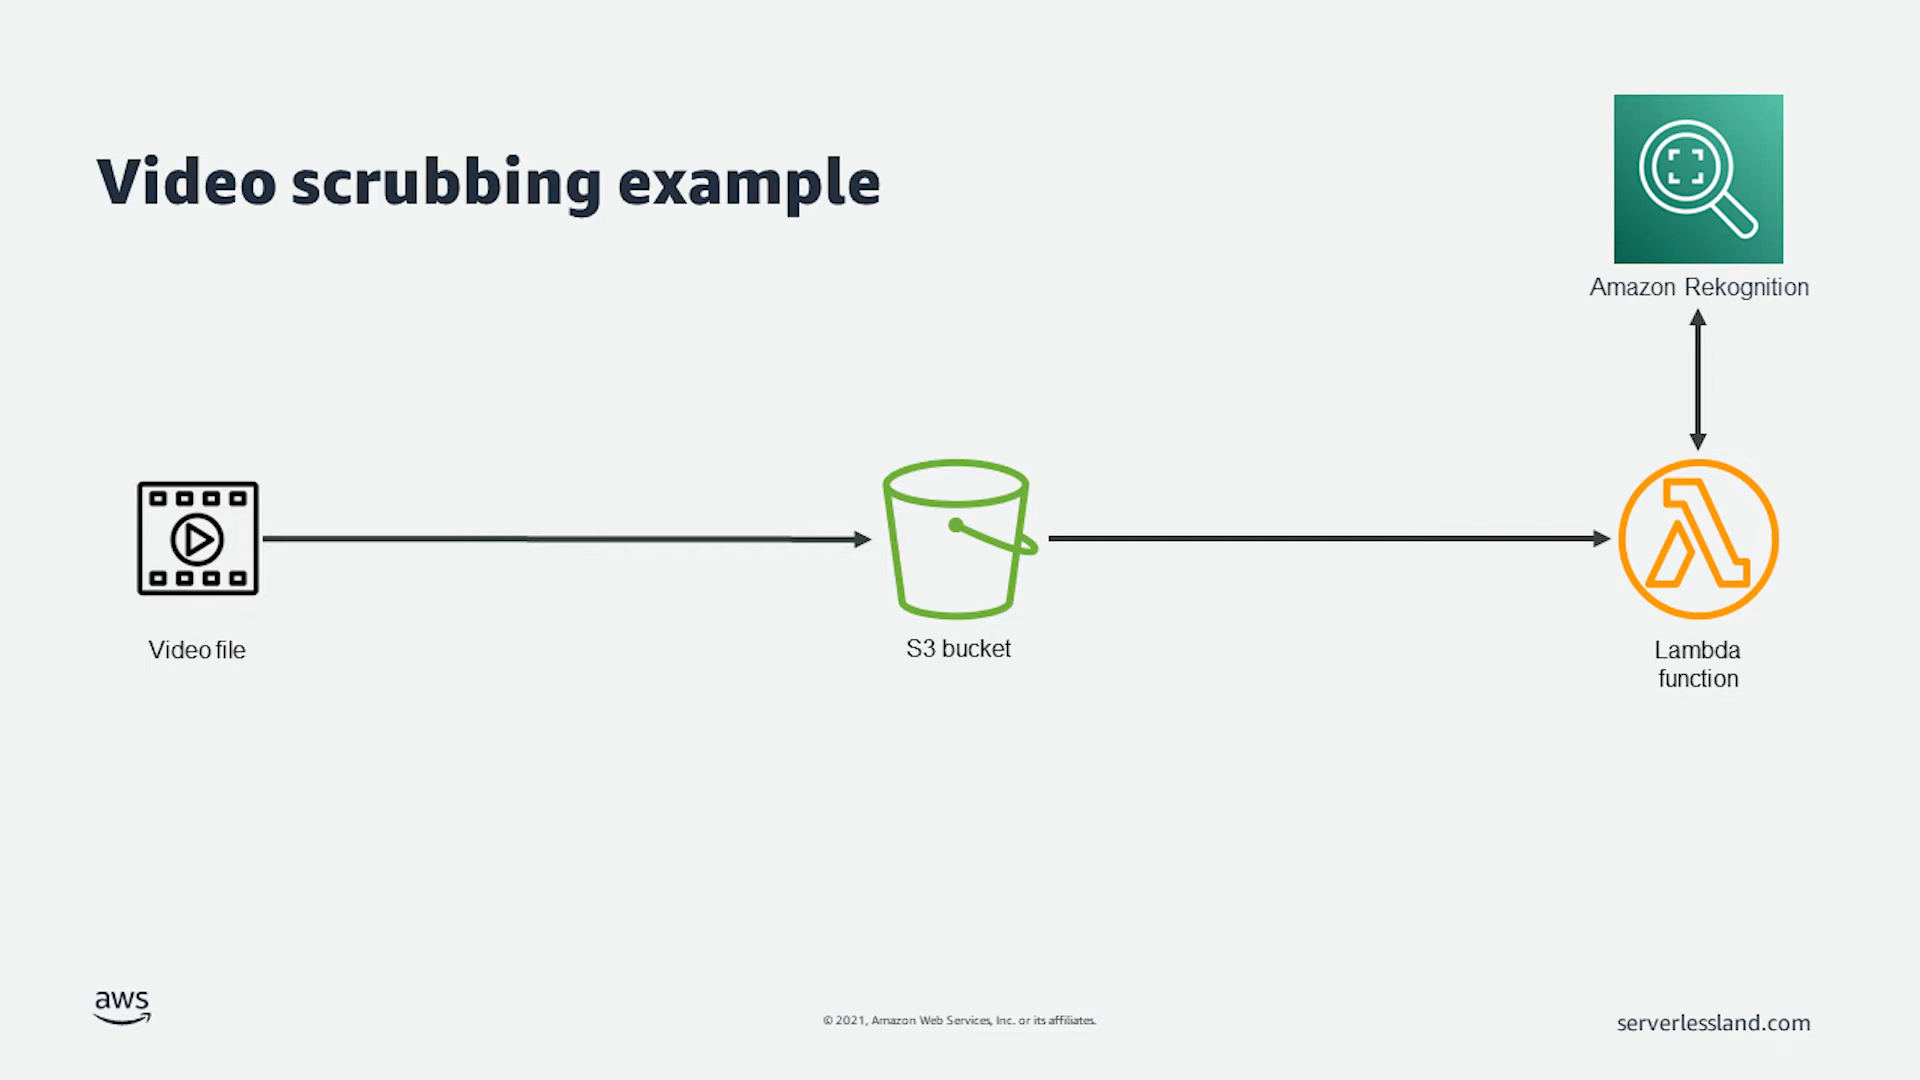 Video scrubbing example
Amazon Rekognition
Video file
S3 bucket
Lambda
function
aws
© 2021, Amazon Web Services, Inc. or its affiliates.
serverlessland.com